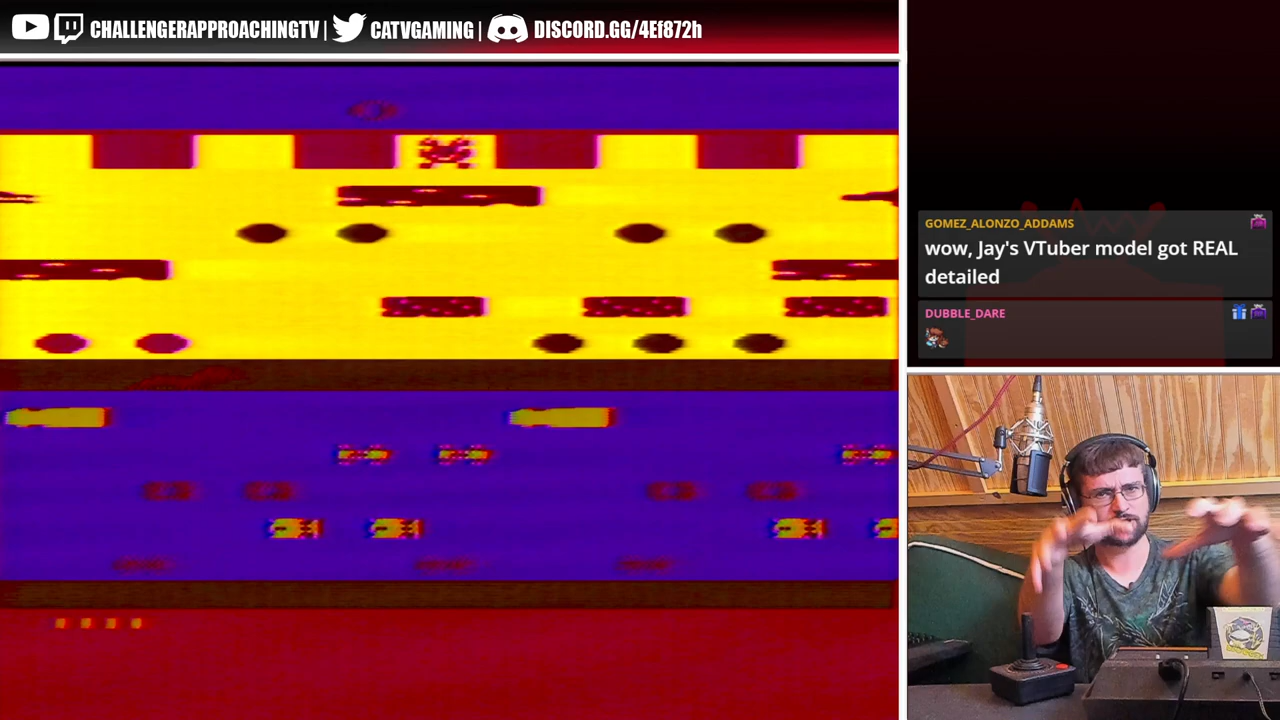 CHALLENGERAPPROACHINGTV | CATVGAMING | DISCORD.GG/4Ef872h
GOMEZ_ALONZO_ADDAMS
wow, Jay's VTuber model got REAL
detailed
DUBBLE_DARE